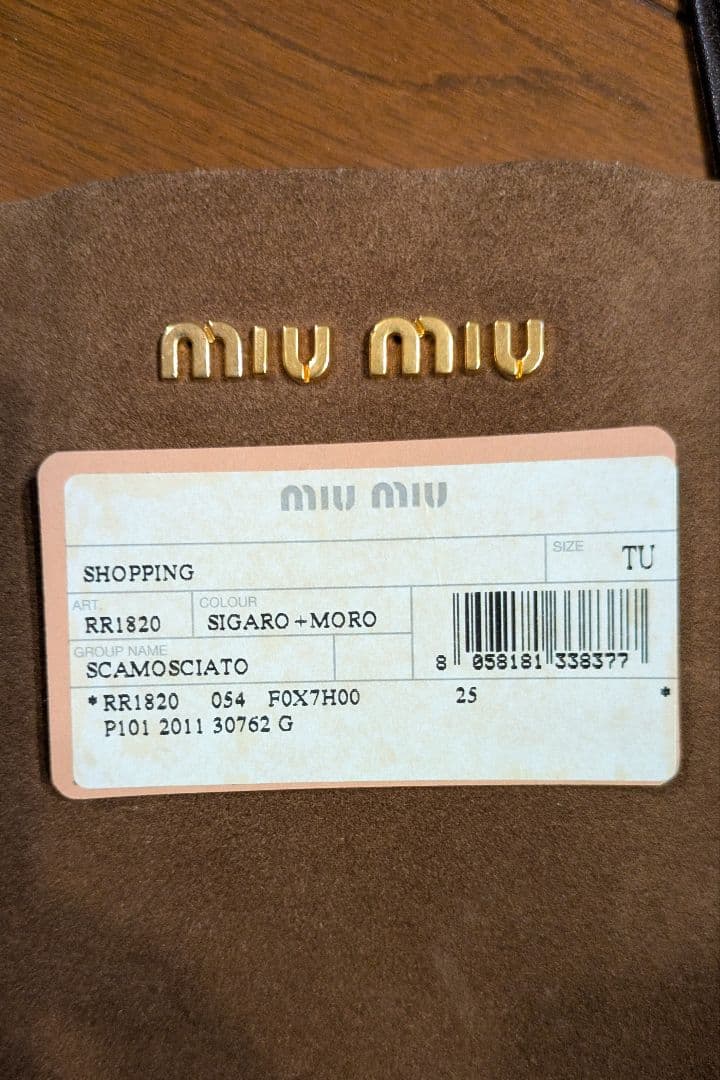 miu miu
miu miu
SIZE
SHOPPING TU
ART. COLOUR
RR1820 SIGARO+MORO
GROUP NAME
SCAMOSCIATO
8 058181 338377
*RR1820 054 F0X7H00 25 *
P101 2011 30762 G